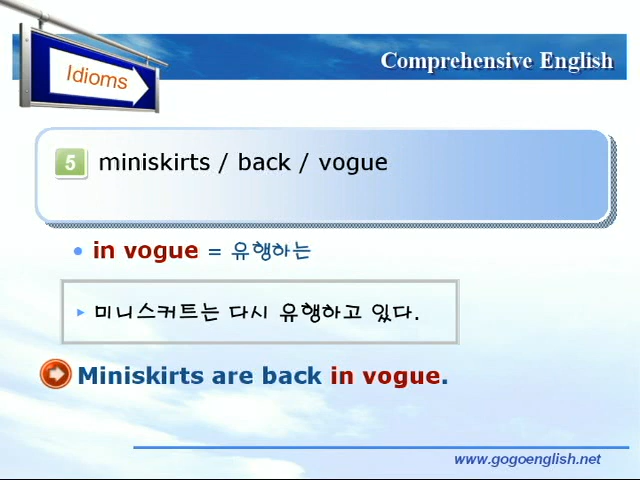 Idioms
Comprehensive English
5 miniskirts / back / vogue
• in vogue = 유행하는
▸ 미니스커트는 다시 유행하고 있다.
Miniskirts are back in vogue.
www.gogoenglish.net